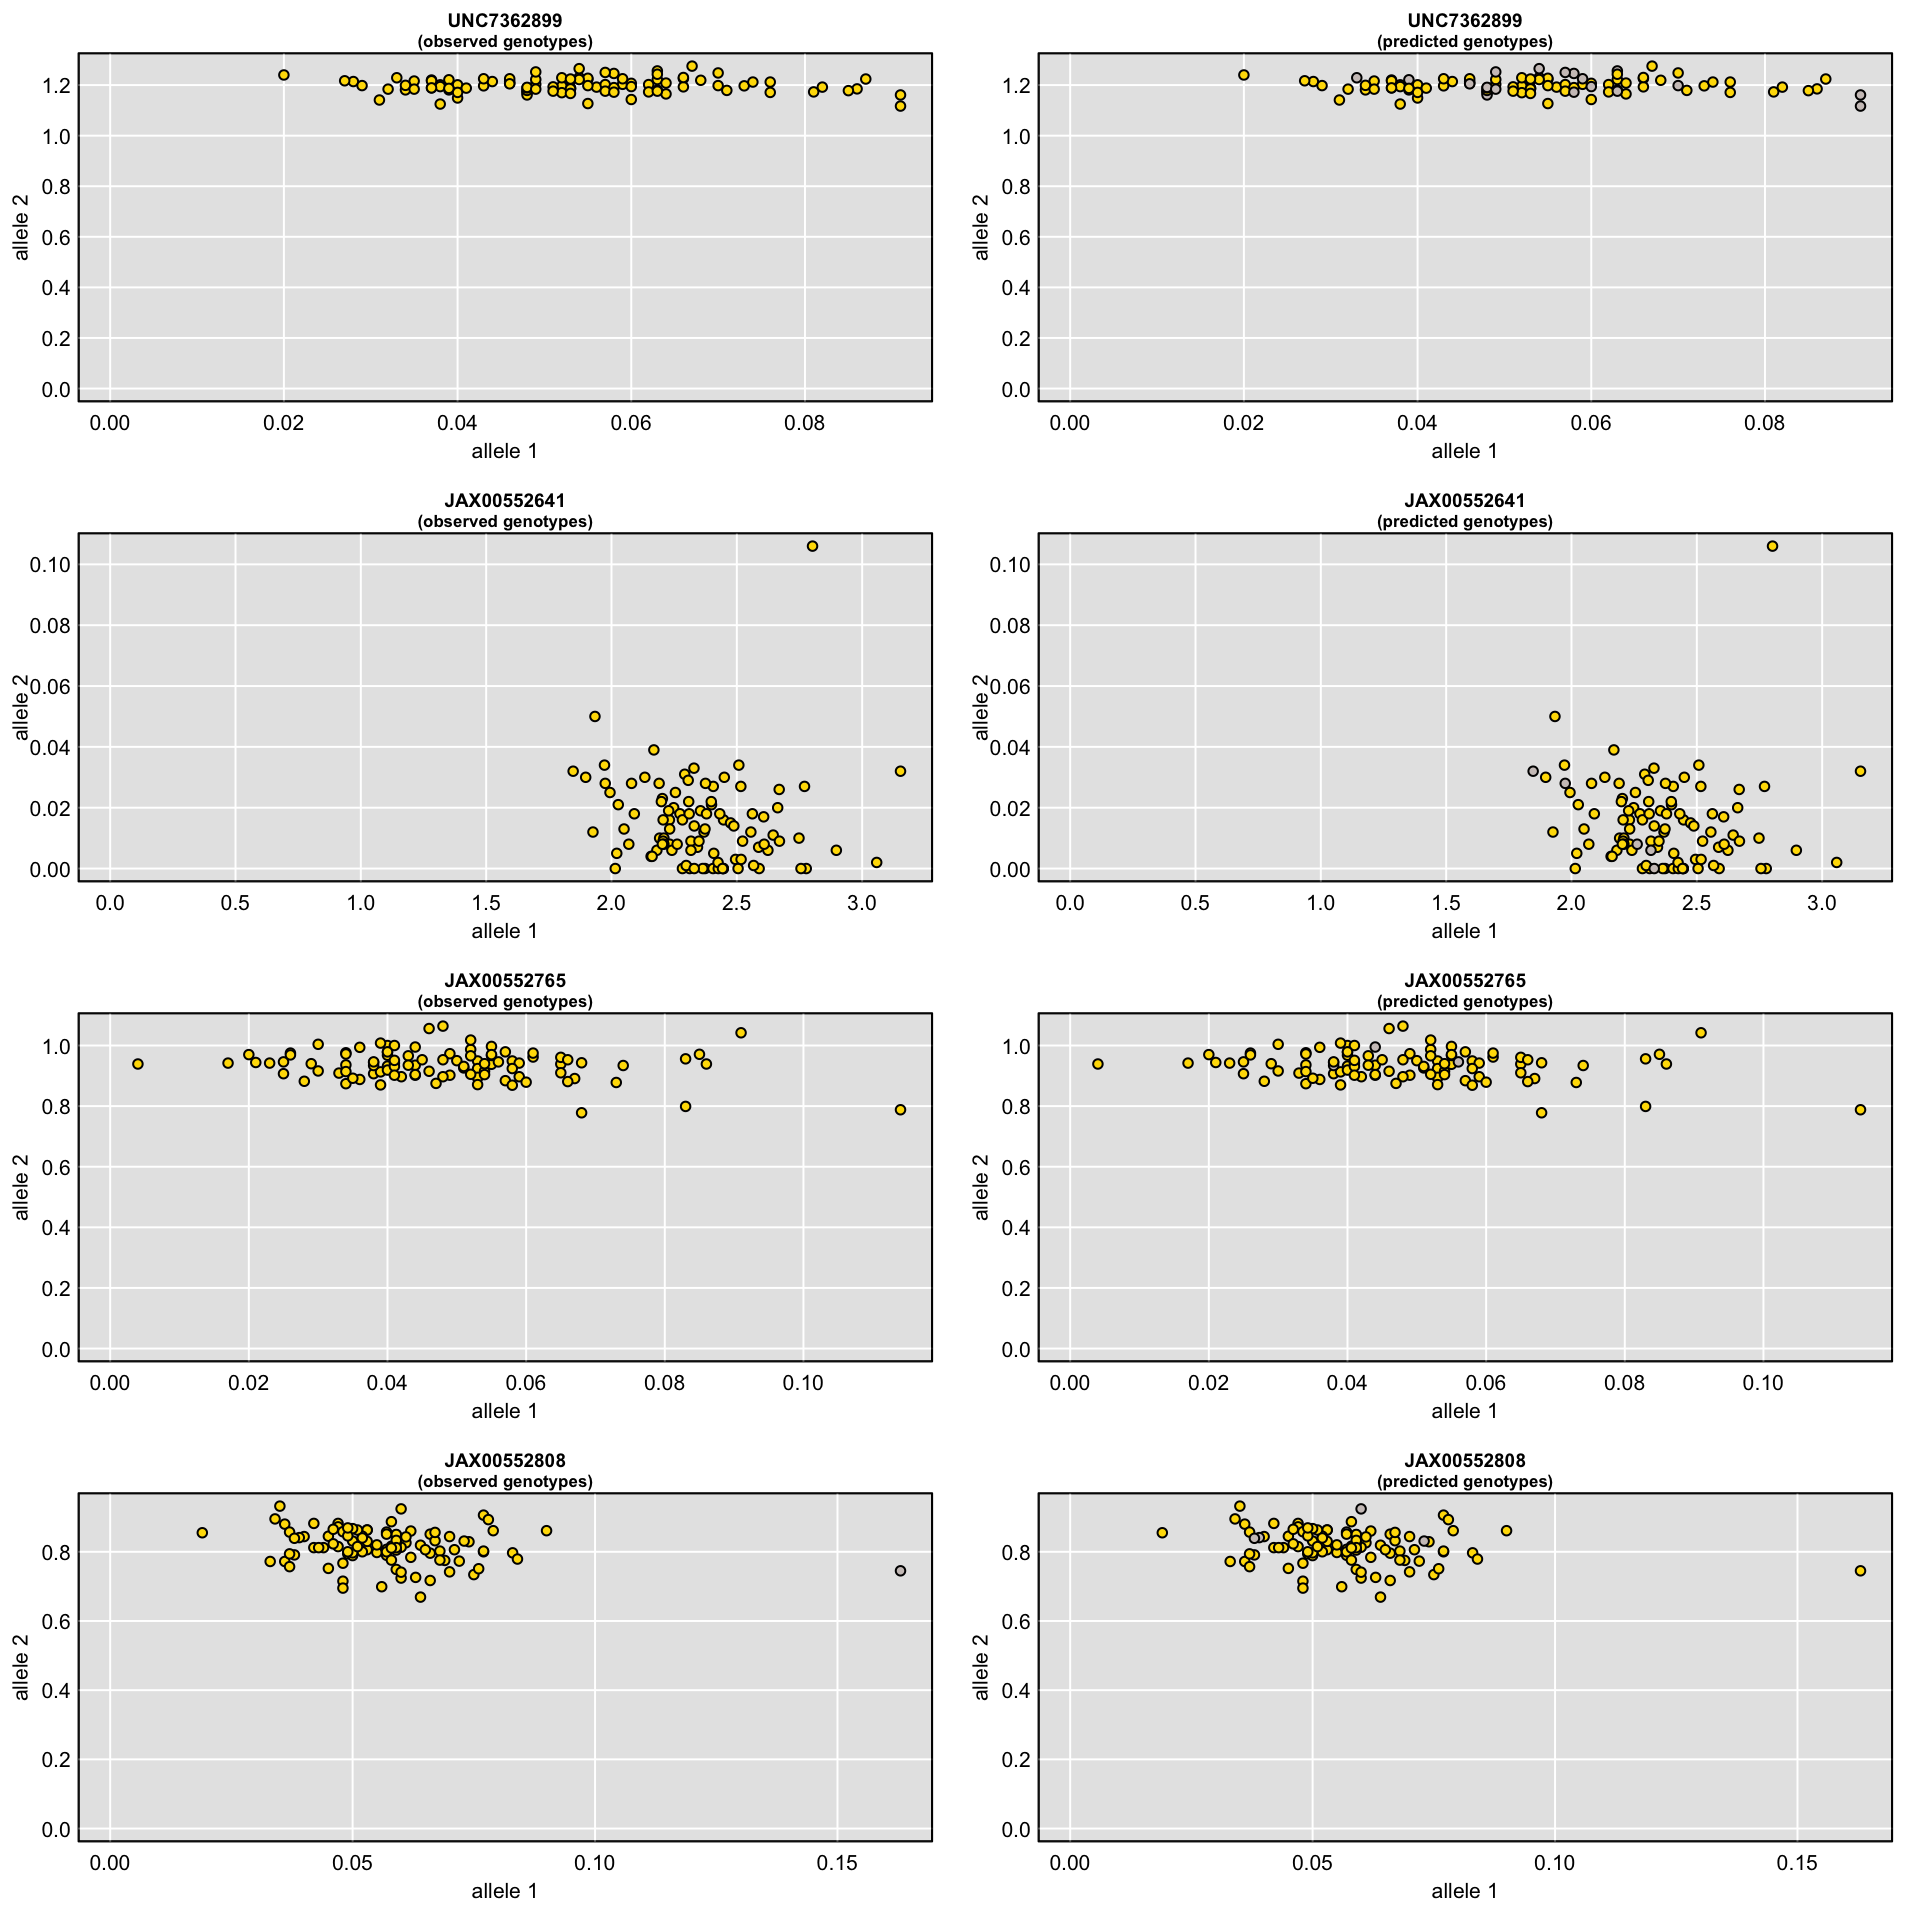 UNC7362899
(observed genotypes)
1.2
1.0
0.8
0.6
0.4
0.2
0.0
allele 2
0.00 0.02 0.04 0.06 0.08
allele 1
UNC7362899
(predicted genotypes)
1.2
1.0
0.8
0.6
0.4
0.2
0.0
allele 2
0.00 0.02 0.04 0.06 0.08
allele 1
JAX00552641
(observed genotypes)
0.10
0.08
0.06
0.04
0.02
0.00
allele 2
0.0 0.5 1.0 1.5 2.0 2.5 3.0
allele 1
JAX00552641
(predicted genotypes)
0.10
0.08
0.06
0.04
0.02
0.00
allele 2
0.0 0.5 1.0 1.5 2.0 2.5 3.0
allele 1
JAX00552765
(observed genotypes)
1.0
0.8
0.6
0.4
0.2
0.0
allele 2
0.00 0.02 0.04 0.06 0.08 0.10
allele 1
JAX00552765
(predicted genotypes)
1.0
0.8
0.6
0.4
0.2
0.0
allele 2
0.00 0.02 0.04 0.06 0.08 0.10
allele 1
JAX00552808
(observed genotypes)
0.8
0.6
0.4
0.2
0.0
allele 2
0.00 0.05 0.10 0.15
allele 1
JAX00552808
(predicted genotypes)
0.8
0.6
0.4
0.2
0.0
allele 2
0.00 0.05 0.10 0.15
allele 1